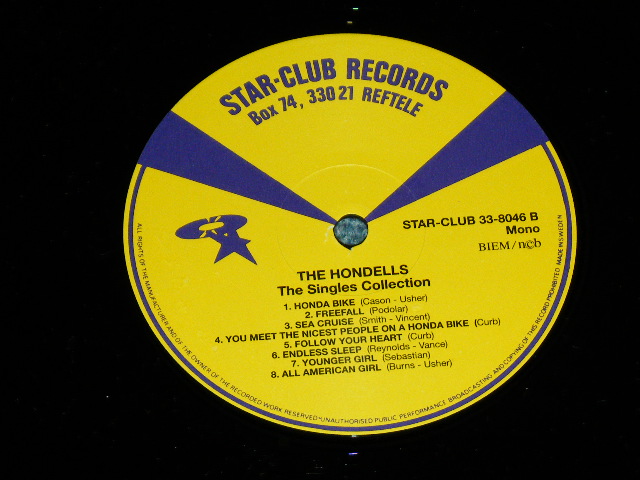 STAR-CLUB RECORDS
Box 74, 330 21 REFTELE
STAR-CLUB 33-8046 B
Mono
BIEM/n©b
THE HONDELLS
The Singles Collection
1. HONDA BIKE (Cason - Usher)
2. FREEFALL (Podolar)
3. SEA CRUISE (Smith - Vincent)
4. YOU MEET THE NICEST PEOPLE ON A HONDA BIKE (Curb)
5. FOLLOW YOUR HEART (Curb)
6. ENDLESS SLEEP (Reynolds - Vance)
7. YOUNGER GIRL (Sebastian)
8. ALL AMERICAN GIRL (Burns - Usher)
ALL RIGHTS OF THE MANUFACTURER AND OF THE OWNER OF THE RECORDED WORK RESERVED•UNAUTHORISED PUBLIC PERFORMANCE BROADCASTING AND COPYING OF THIS RECORD PROHIBITED MADE IN SWEDEN